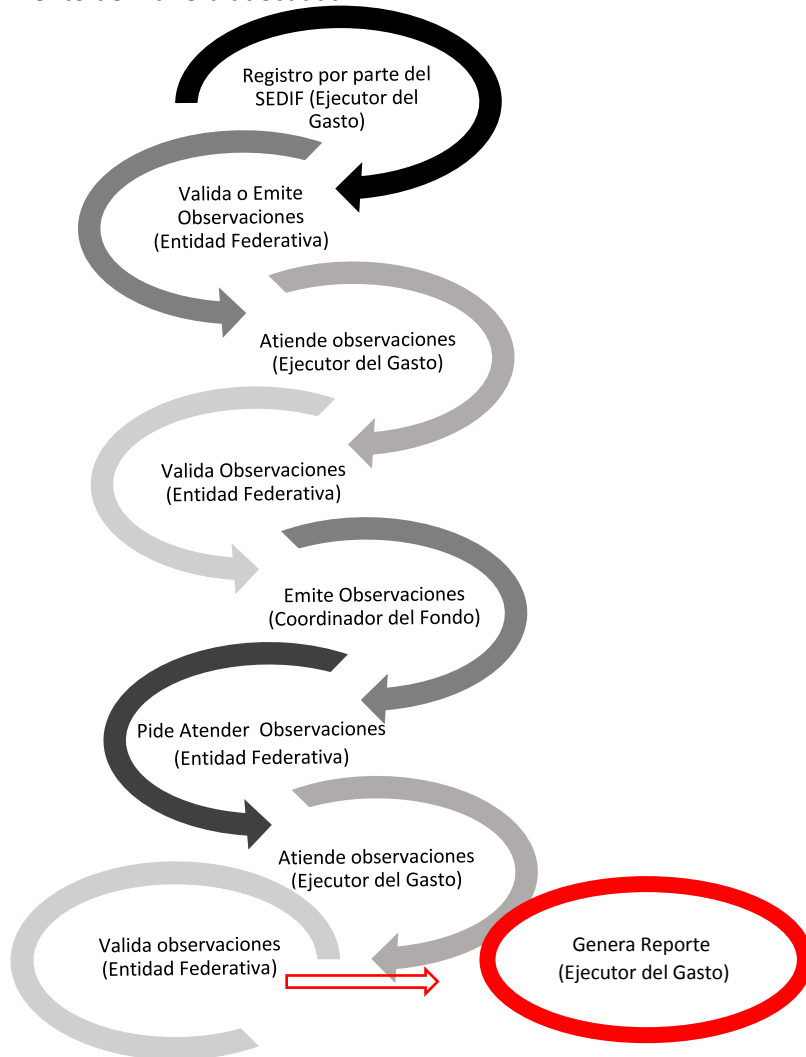 Registro por parte del
SEDIF (Ejecutor del
Gasto)
Valida o Emite
Observaciones
(Entidad Federativa)
Atiende observaciones
(Ejecutor del Gasto)
Valida Observaciones
(Entidad Federativa)
Emite Observaciones
(Coordinador del Fondo)
Pide Atender  Observaciones
(Entidad Federativa)
Atiende observaciones
(Ejecutor del Gasto)
Valida observaciones
(Entidad Federativa)
Genera Reporte
(Ejecutor del Gasto)